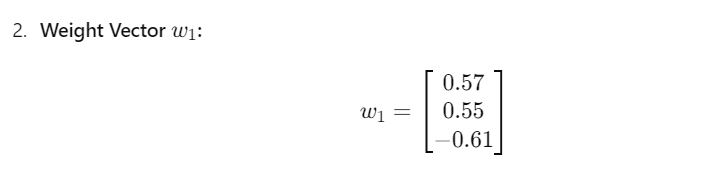 2. Weight Vector w₁:
w₁ = [ 0.57
0.55
−0.61 ]